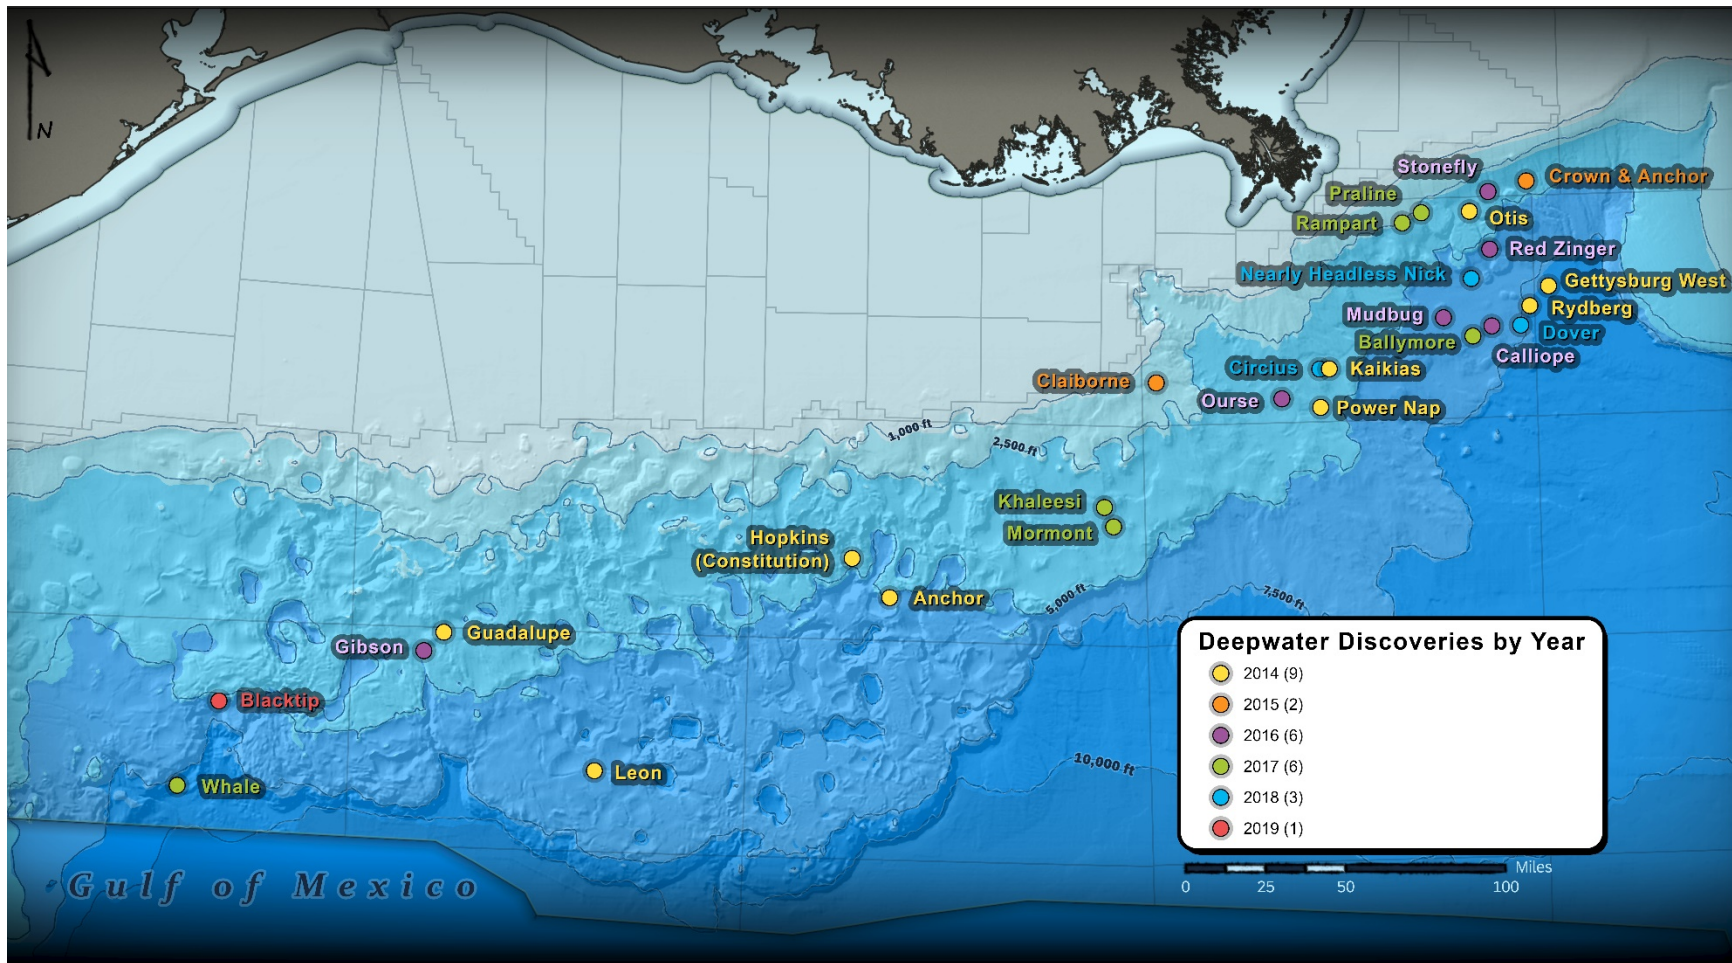 N
Stonefly
Crown & Anchor
Praline
Rampart
Otis
Red Zinger
Nearly Headless Nick
Gettysburg West
Rydberg
Mudbug
Dover
Ballymore
Calliope
Circius
Kaikias
Claiborne
Ourse
Power Nap
1,000 ft
2,500 ft
Khaleesi
Mormont
Hopkins
(Constitution)
Anchor
5,000 ft
7,500 ft
Guadalupe
Gibson
Blacktip
Leon
Whale
10,000 ft
Gulf of Mexico
Deepwater Discoveries by Year
2014 (9)
2015 (2)
2016 (6)
2017 (6)
2018 (3)
2019 (1)
Miles
0 25 50 100